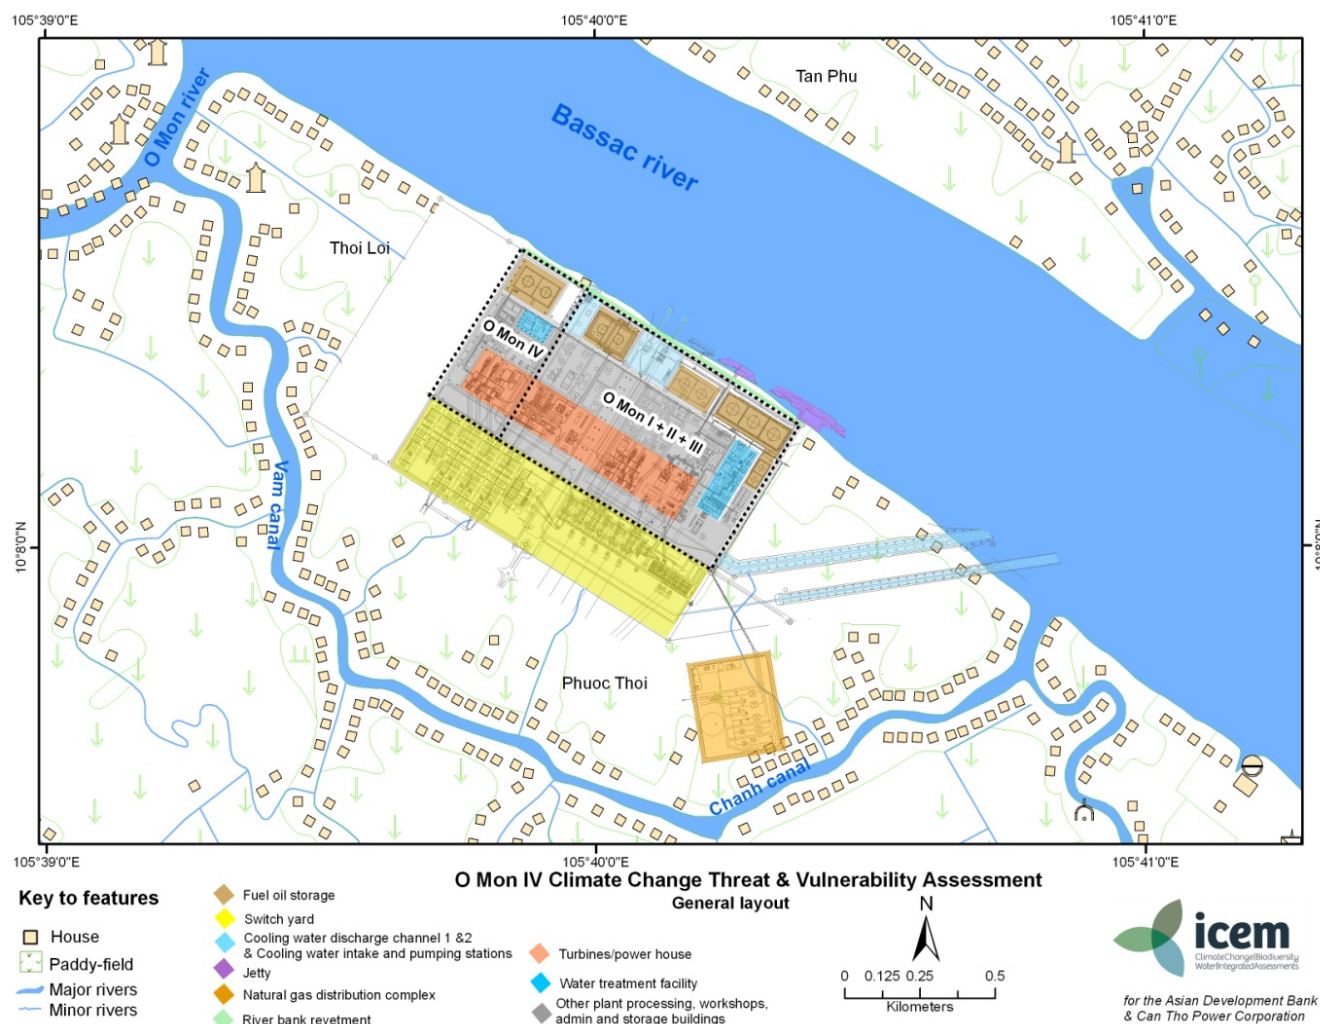 105°39'0"E
105°40'0"E
105°41'0"E
Tan Phu
O Mon river
Bassac river
Thoi Loi
O Mon IV
O Mon I + II + III
Vam canal
10°8'0"N
10°8'0"N
Phuoc Thoi
Chanh canal
105°39'0"E
105°40'0"E
105°41'0"E
O Mon IV Climate Change Threat & Vulnerability Assessment
General layout
Key to features
House
Paddy-field
Major rivers
Minor rivers
Fuel oil storage
Switch yard
Cooling water discharge channel 1 &2
& Cooling water intake and pumping stations
Jetty
Natural gas distribution complex
River bank revetment
Turbines/power house
Water treatment facility
Other plant processing, workshops,
admin and storage buildings
N
0 0.125 0.25 0.5
Kilometers
icem
ClimateChange|Biodiversity
WaterIntegratedAssessments
for the Asian Development Bank
& Can Tho Power Corporation